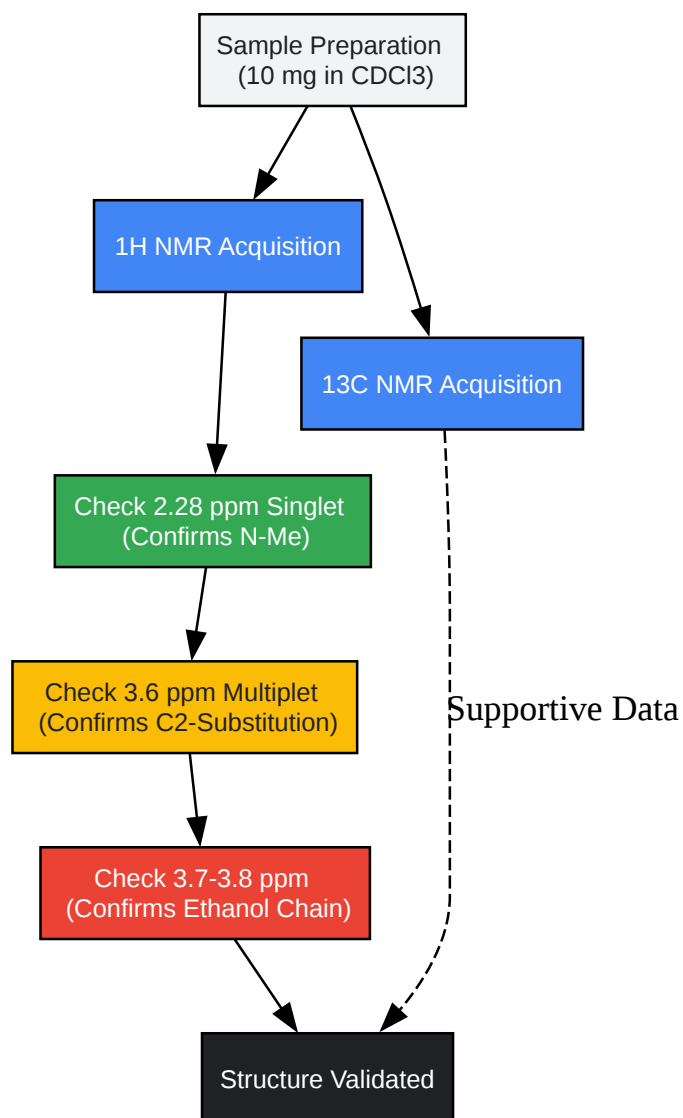 Sample Preparation
(10 mg in CDCl3)
1H NMR Acquisition
13C NMR Acquisition
Check 2.28 ppm Singlet
(Confirms N-Me)
Check 3.6 ppm Multiplet
(Confirms C2-Substitution)
Supportive Data
Check 3.7-3.8 ppm
(Confirms Ethanol Chain)
Structure Validated